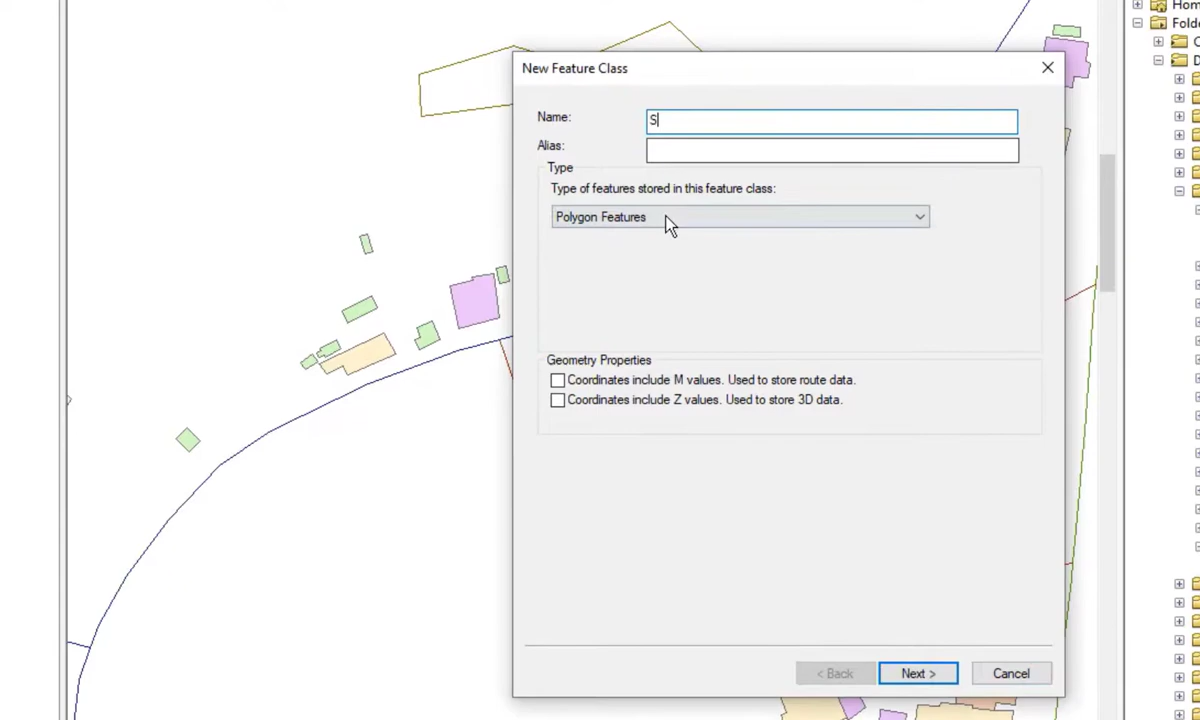 Hom
New Feature Class
Folde
Name:
S
Alias:
Type
Type of features stored in this feature class:
Polygon Features
Geometry Properties
Coordinates include M values. Used to store route data.
Coordinates include Z values. Used to store 3D data.
< Back
Next >
Cancel